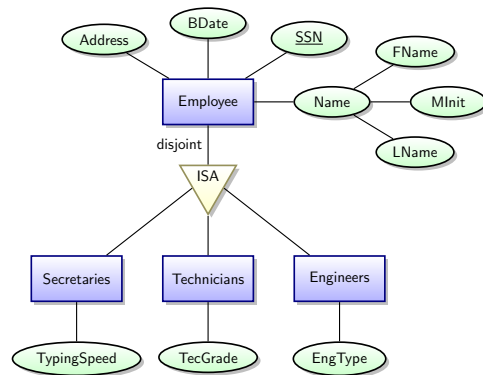 BDate
Address
SSN
FName
Employee
Name
MInit
disjoint
LName
ISA
Secretaries
Technicians
Engineers
TypingSpeed
TecGrade
EngType